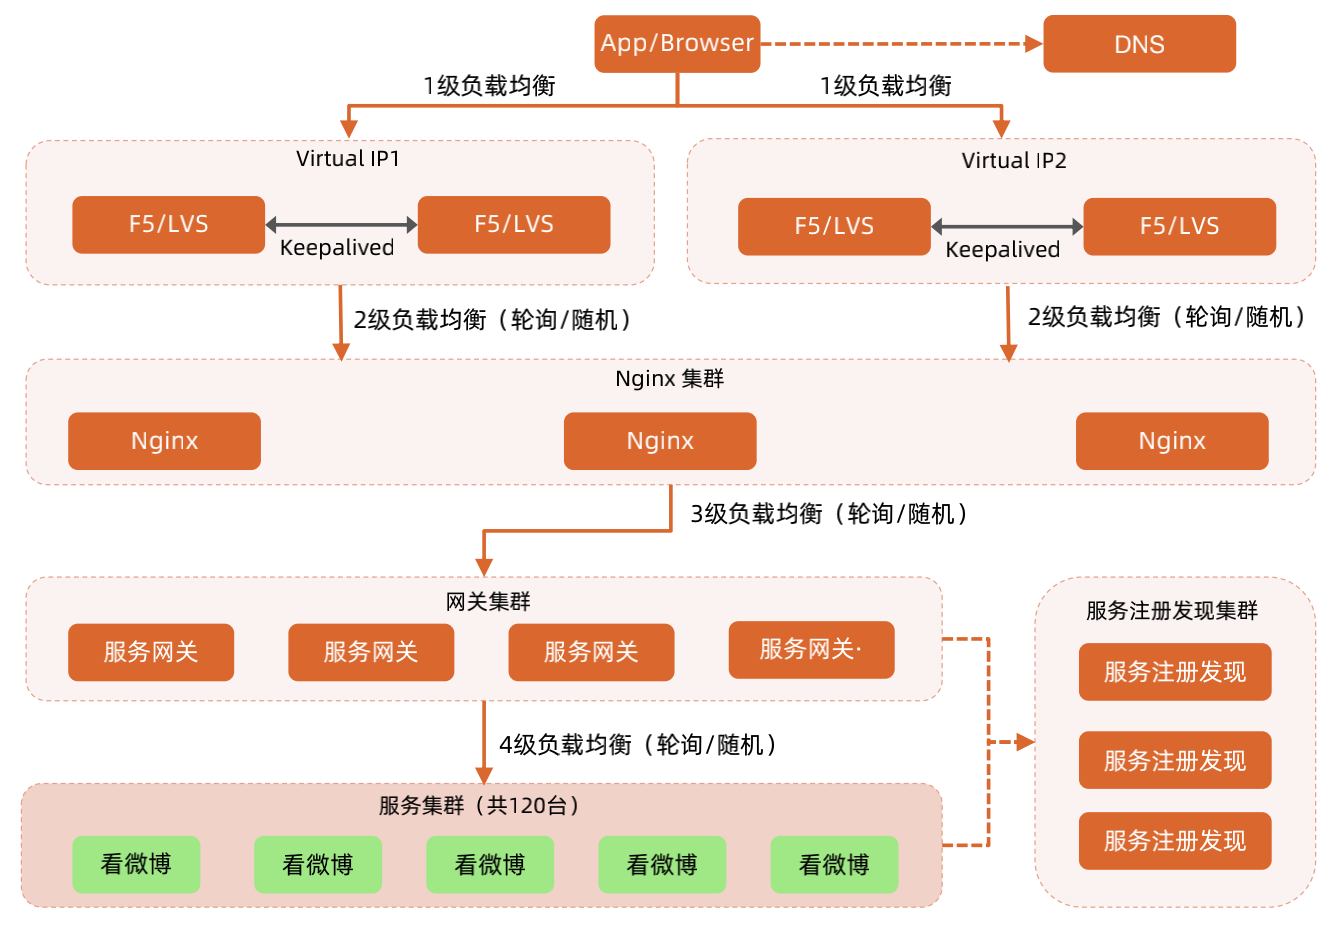 App/Browser
DNS
1级负载均衡
1级负载均衡
Virtual IP1
F5/LVS
Keepalived
F5/LVS
Virtual IP2
F5/LVS
Keepalived
F5/LVS
2级负载均衡（轮询/随机）
2级负载均衡（轮询/随机）
Nginx 集群
Nginx
Nginx
Nginx
3级负载均衡（轮询/随机）
网关集群
服务网关
服务网关
服务网关
服务网关·
服务注册发现集群
服务注册发现
服务注册发现
服务注册发现
4级负载均衡（轮询/随机）
服务集群（共120台）
看微博
看微博
看微博
看微博
看微博